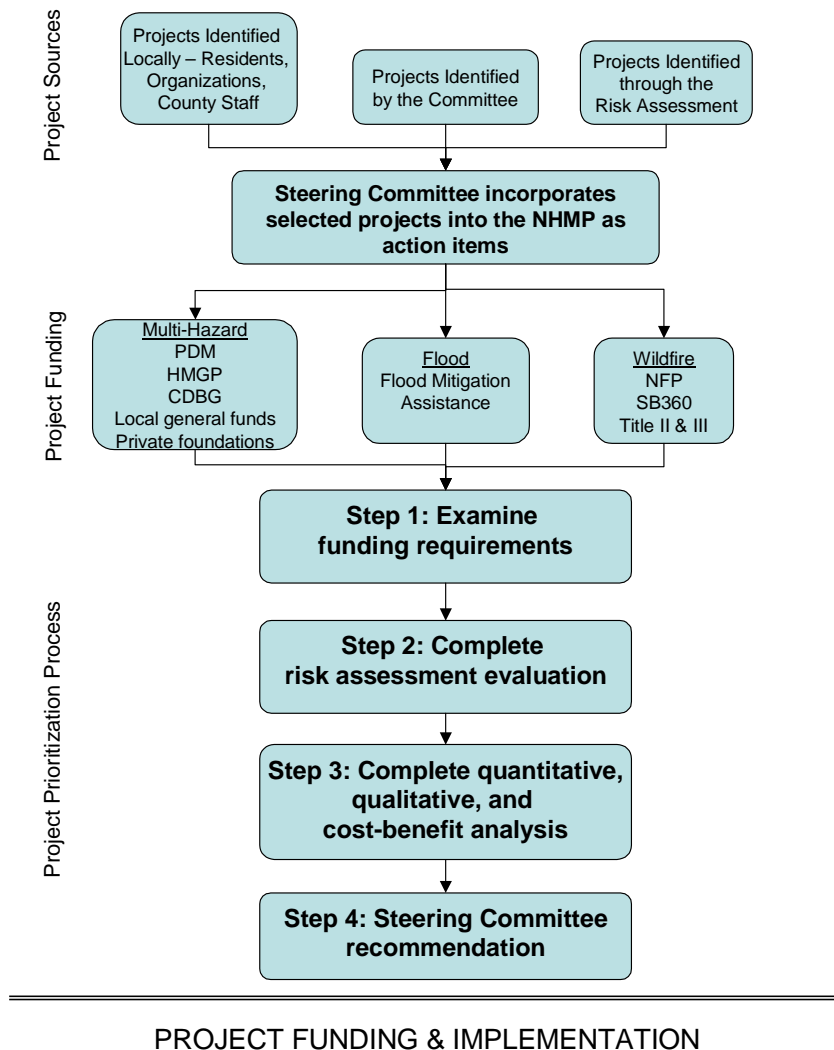 Project Sources
Projects Identified
Locally – Residents,
Organizations,
County Staff
Projects Identified
by the Committee
Projects Identified
through the
Risk Assessment
Steering Committee incorporates
selected projects into the NHMP as
action items
Project Funding
Multi-Hazard
PDM
HMGP
CDBG
Local general funds
Private foundations
Flood
Flood Mitigation
Assistance
Wildfire
NFP
SB360
Title II & III
Project Prioritization Process
Step 1: Examine
funding requirements
Step 2: Complete
risk assessment evaluation
Step 3: Complete quantitative,
qualitative, and
cost-benefit analysis
Step 4: Steering Committee
recommendation
PROJECT FUNDING & IMPLEMENTATION